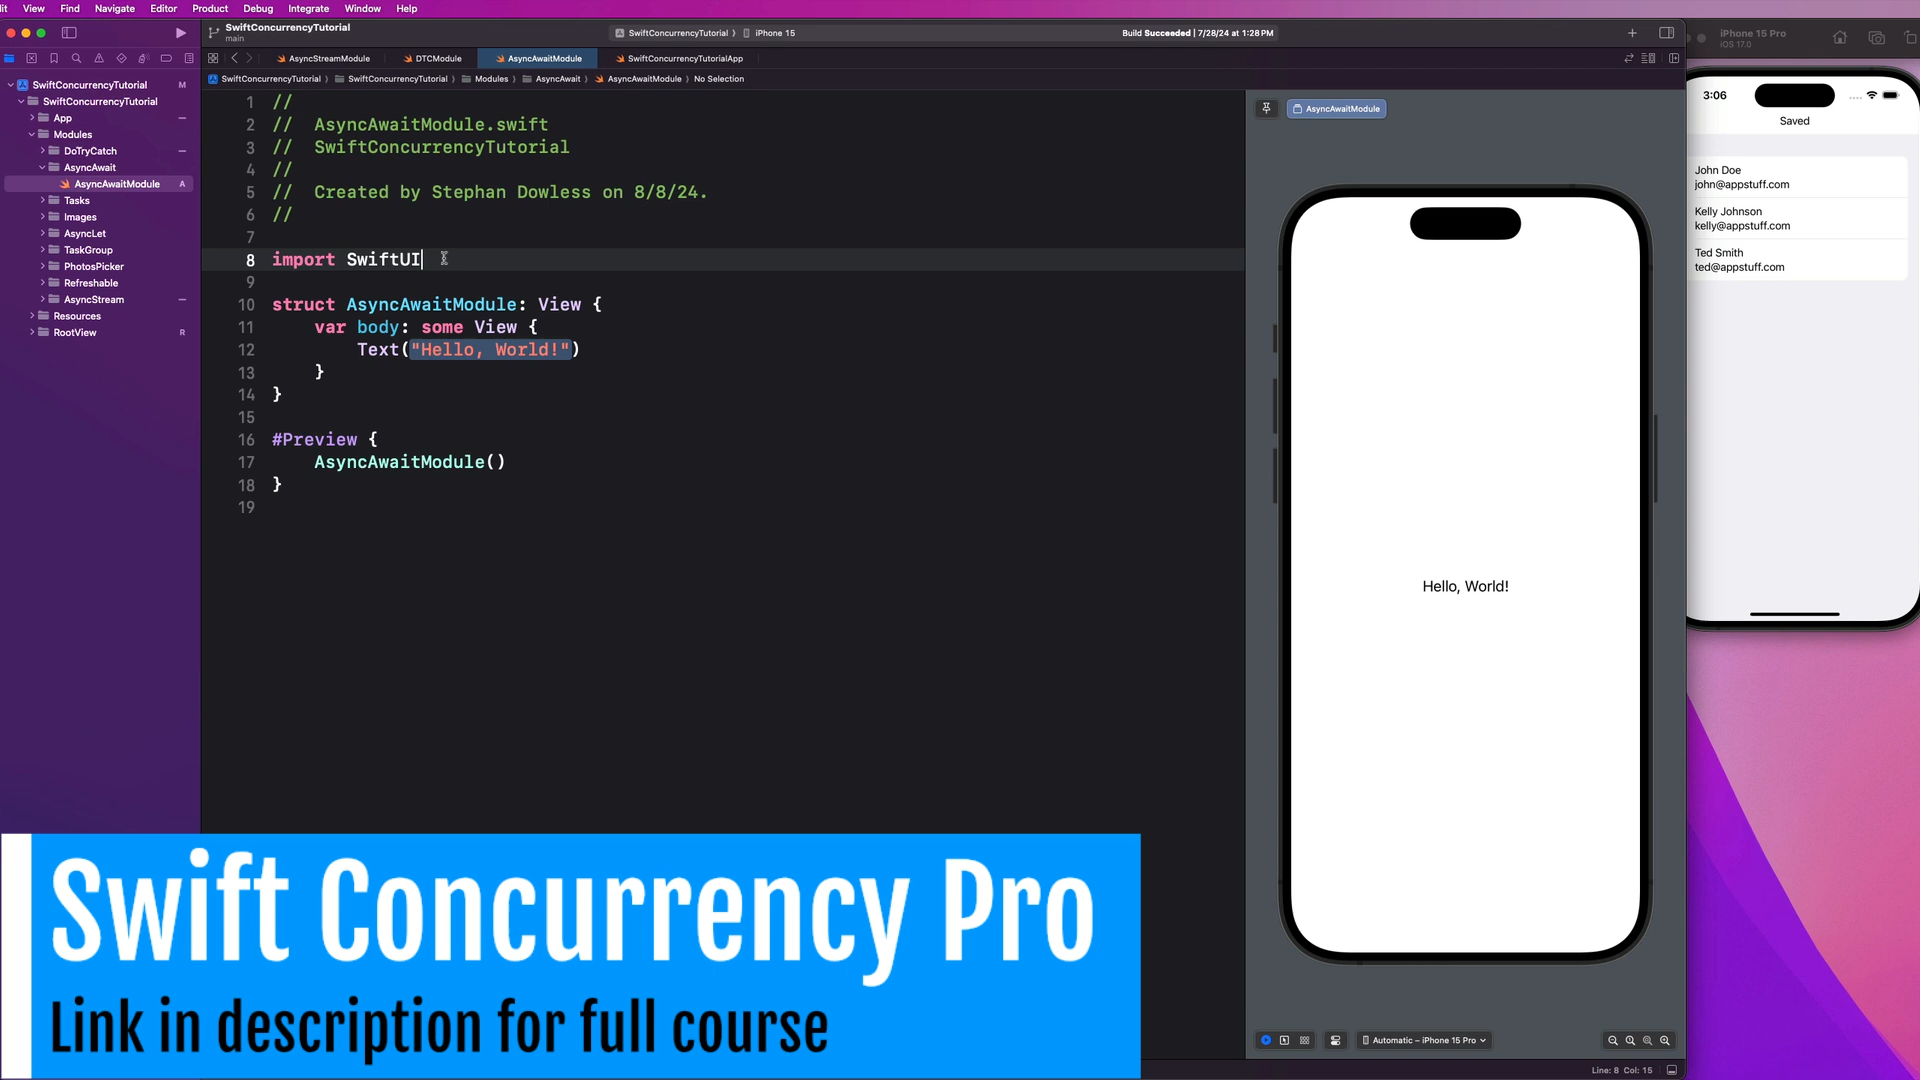 it View Find Navigate Editor Product Debug Integrate Window Help
SwiftConcurrencyTutorial
main
SwiftConcurrencyTutorial 〉 iPhone 15
Build Succeeded | 7/28/24 at 1:28 PM
AsyncStreamModule DTCModule AsyncAwaitModule SwiftConcurrencyTutorialApp
SwiftConcurrencyTutorial 〉 SwiftConcurrencyTutorial 〉 Modules 〉 AsyncAwait 〉 AsyncAwaitModule 〉 No Selection
SwiftConcurrencyTutorial M
SwiftConcurrencyTutorial
App
Modules
DoTryCatch
AsyncAwait
AsyncAwaitModule A
Tasks
Images
AsyncLet
TaskGroup
PhotosPicker
Refreshable
AsyncStream
Resources
RootView R
1 //
2 // AsyncAwaitModule.swift
3 // SwiftConcurrencyTutorial
4 //
5 // Created by Stephan Dowless on 8/8/24.
6 //
7
8 import SwiftUI
9
10 struct AsyncAwaitModule: View {
11 var body: some View {
12 Text("Hello, World!")
13 }
14 }
15
16 #Preview {
17 AsyncAwaitModule()
18 }
19
AsyncAwaitModule
Hello, World!
Automatic – iPhone 15 Pro
Line: 8 Col: 15
iPhone 15 Pro
iOS 17.0
3:06
Saved
John Doe
john@appstuff.com
Kelly Johnson
kelly@appstuff.com
Ted Smith
ted@appstuff.com
Swift Concurrency Pro
Link in description for full course